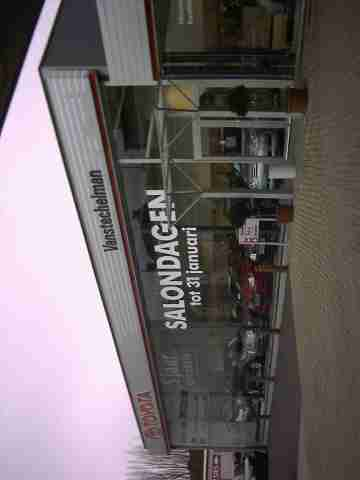 Vanstechelman
TOYOTA
SALONDAGEN
tot 31 januari